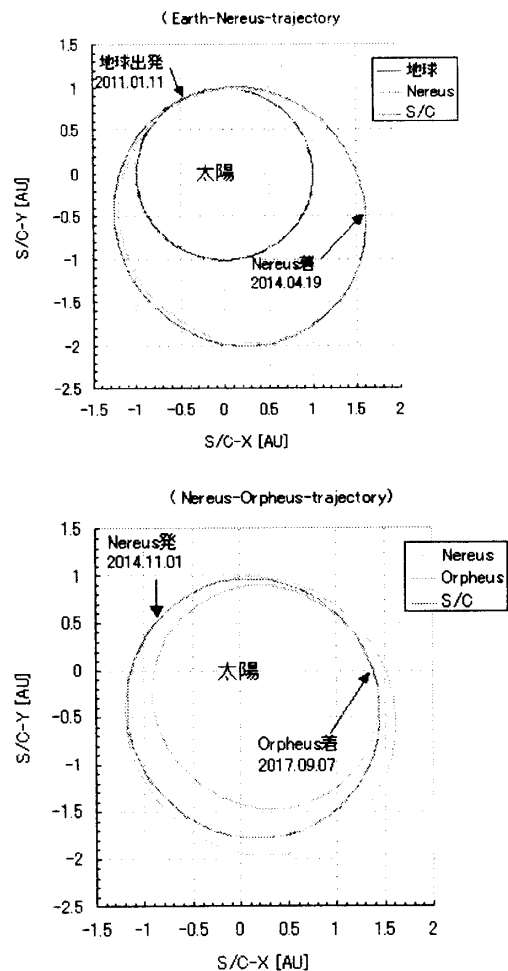 ( Earth-Nereus-trajectory
1.5
1
0.5
0
-0.5
-1
-1.5
-2
-2.5
-1.5
-1
-0.5
0
0.5
1
1.5
2
S/C-Y [AU]
S/C-X [AU]
地球出発
2011.01.11
太陽
Nereus着
2014.04.19
地球
Nereus
S/C
( Nereus-Orpheus-trajectory)
1.5
1
0.5
0
-0.5
-1
-1.5
-2
-2.5
-1.5
-1
-0.5
0
0.5
1
1.5
2
S/C-Y [AU]
S/C-X [AU]
Nereus発
2014.11.01
太陽
Orpheus着
2017.09.07
Nereus
Orpheus
S/C